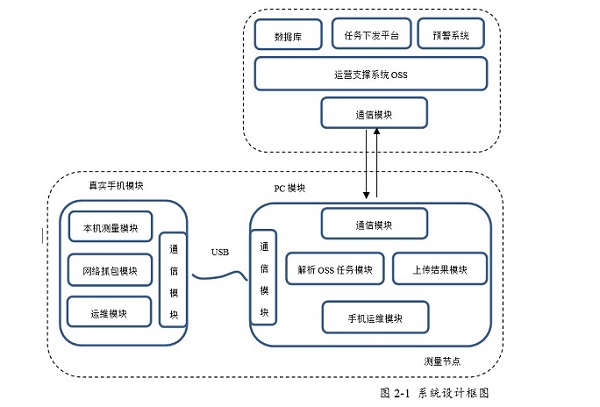 数据库
任务下发平台
预警系统
运营支撑系统 OSS
通信模块
真实手机模块
PC 模块
本机测量模块
网络抓包模块
运维模块
通信模块
USB
通信模块
通信模块
解析 OSS 任务模块
上传结果模块
手机运维模块
测量节点
图 2-1 系统设计框图